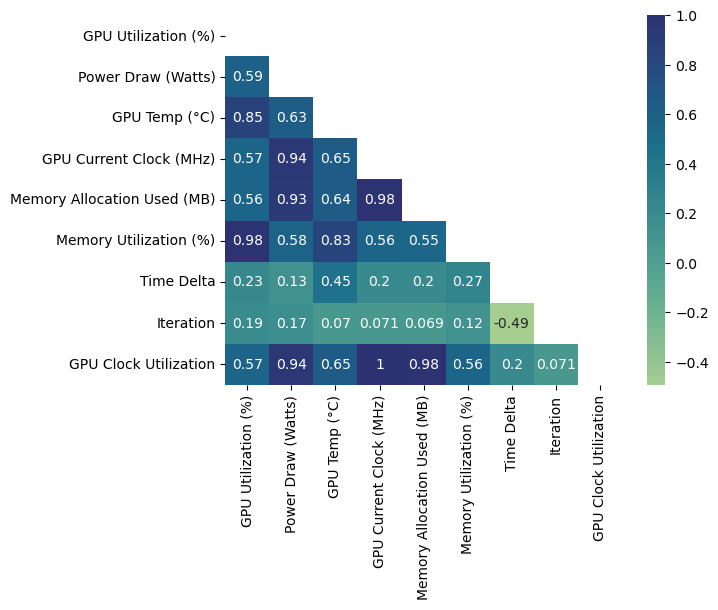 GPU Utilization (%)
Power Draw (Watts)
0.59
GPU Temp (°C)
0.85 0.63
GPU Current Clock (MHz)
0.57 0.94 0.65
Memory Allocation Used (MB)
0.56 0.93 0.64 0.98
Memory Utilization (%)
0.98 0.58 0.83 0.56 0.55
Time Delta
0.23 0.13 0.45 0.2 0.2 0.27
Iteration
0.19 0.17 0.07 0.071 0.069 0.12 -0.49
GPU Clock Utilization
0.57 0.94 0.65 1 0.98 0.56 0.2 0.071
GPU Utilization (%)
Power Draw (Watts)
GPU Temp (°C)
GPU Current Clock (MHz)
Memory Allocation Used (MB)
Memory Utilization (%)
Time Delta
Iteration
GPU Clock Utilization
1.0
0.8
0.6
0.4
0.2
0.0
−0.2
−0.4